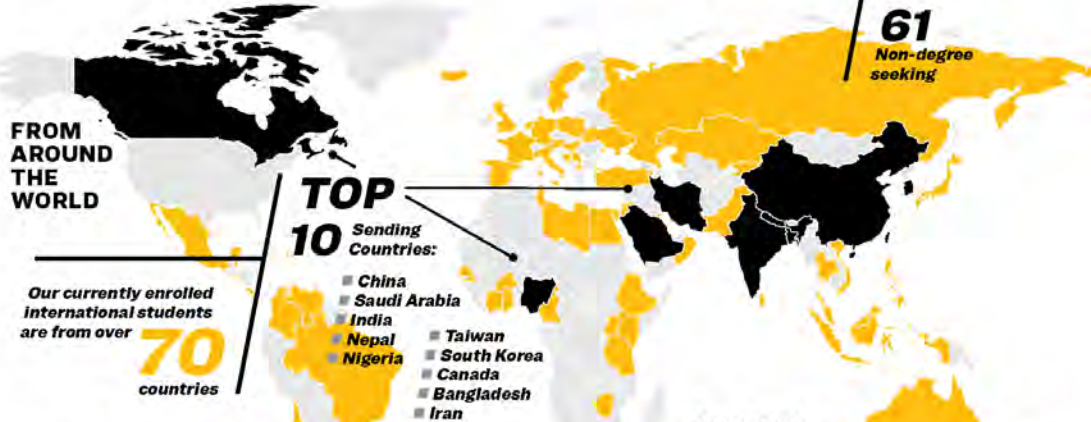 61
Non-degree
seeking
FROM
AROUND
THE
WORLD
TOP
10 Sending
Countries:
China
Saudi Arabia
India
Nepal
Nigeria
Taiwan
South Korea
Canada
Bangladesh
Iran
Our currently enrolled
international students
are from over 70
countries